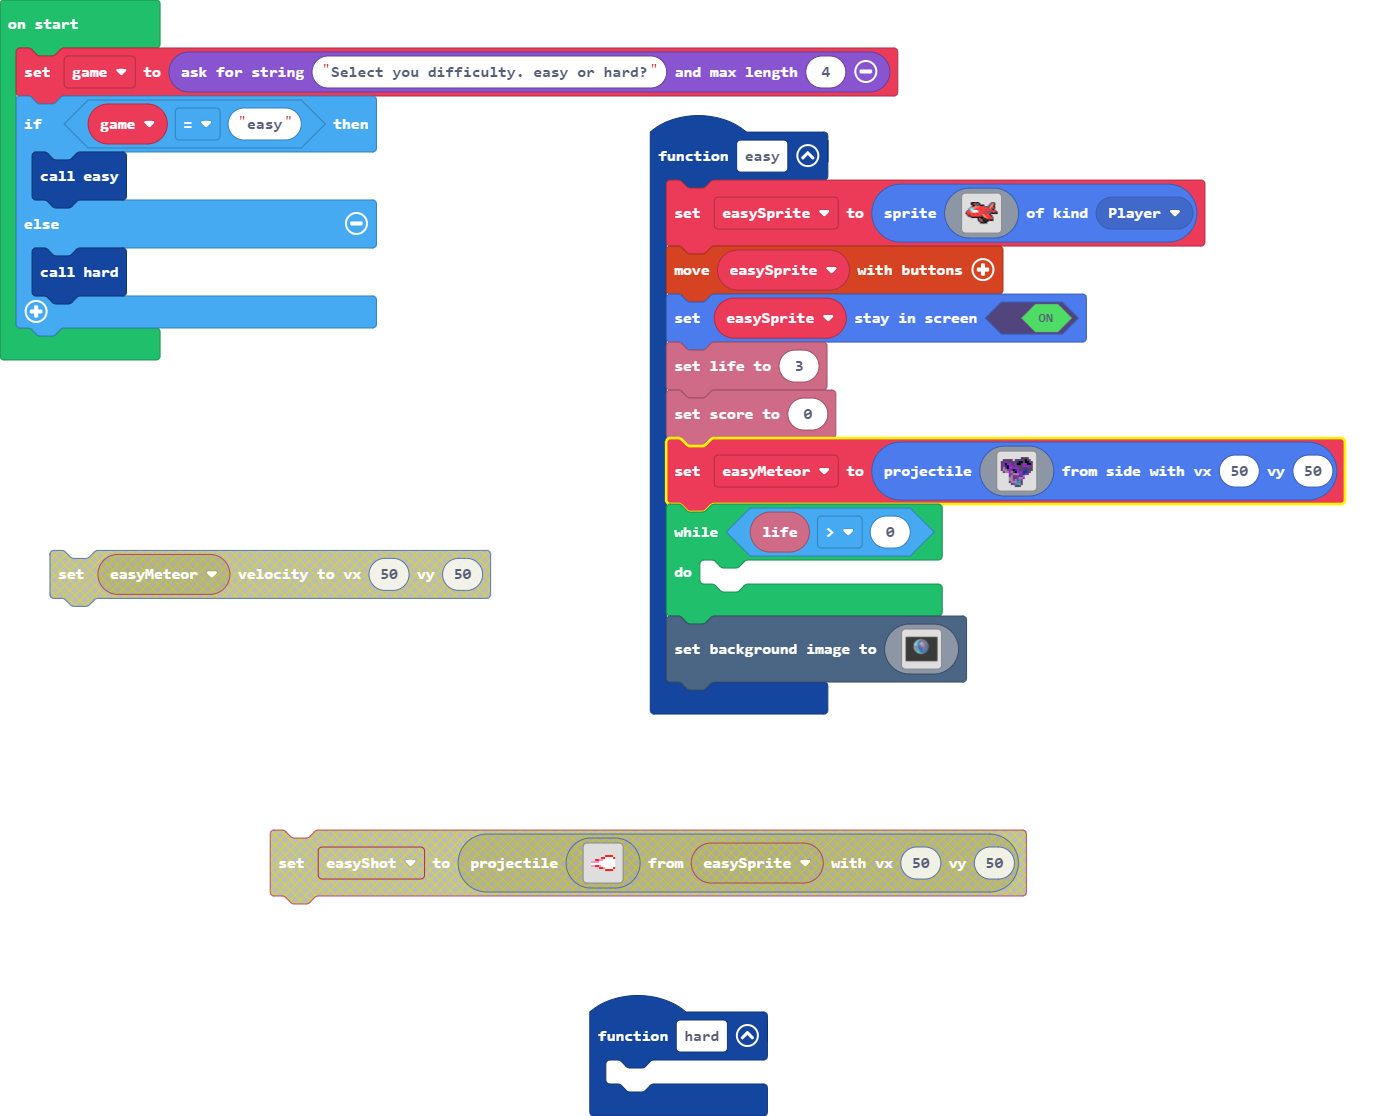 on start
set game to ask for string "Select you difficulty. easy or hard?" and max length 4
if game = "easy" then
call easy
else
call hard
function easy
set easySprite to sprite of kind Player
move easySprite with buttons
set easySprite stay in screen ON
set life to 3
set score to 0
set easyMeteor to projectile from side with vx 50 vy 50
while life > 0
do
set background image to
set easyMeteor velocity to vx 50 vy 50
set easyShot to projectile from easySprite with vx 50 vy 50
function hard